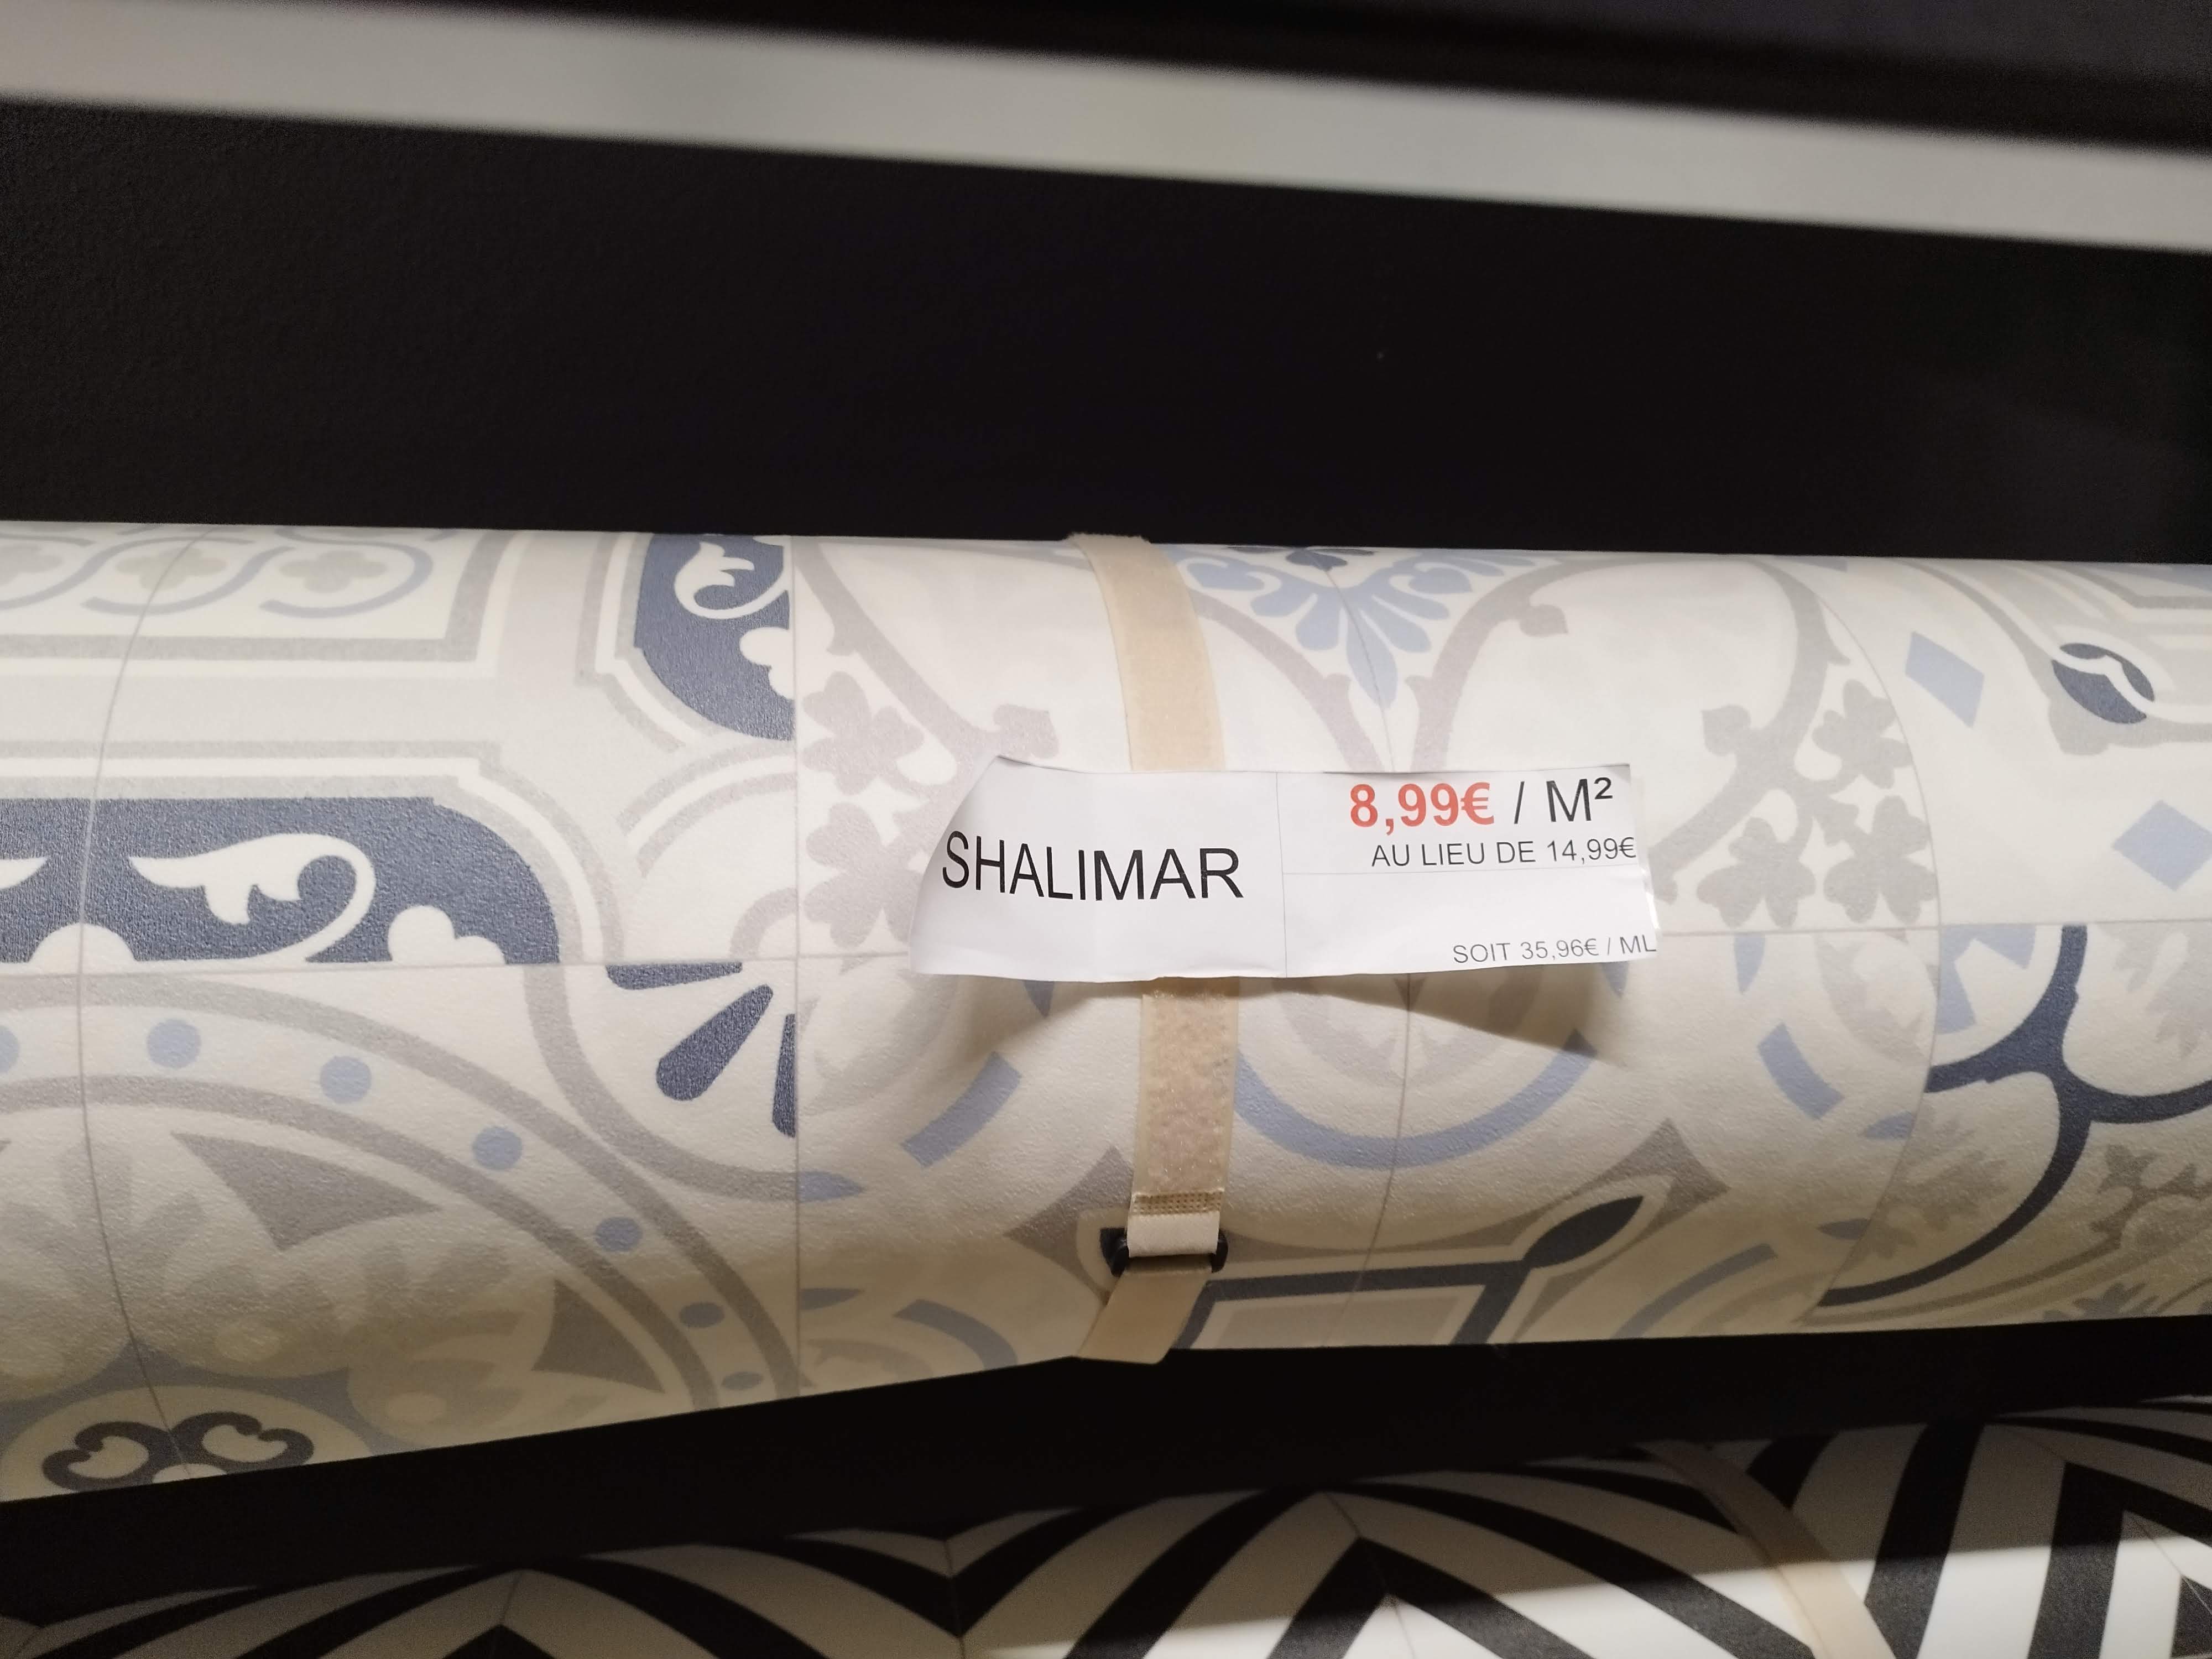 SHALIMAR
8,99€ / M²
AU LIEU DE 14,99€
SOIT 35,96€ / ML